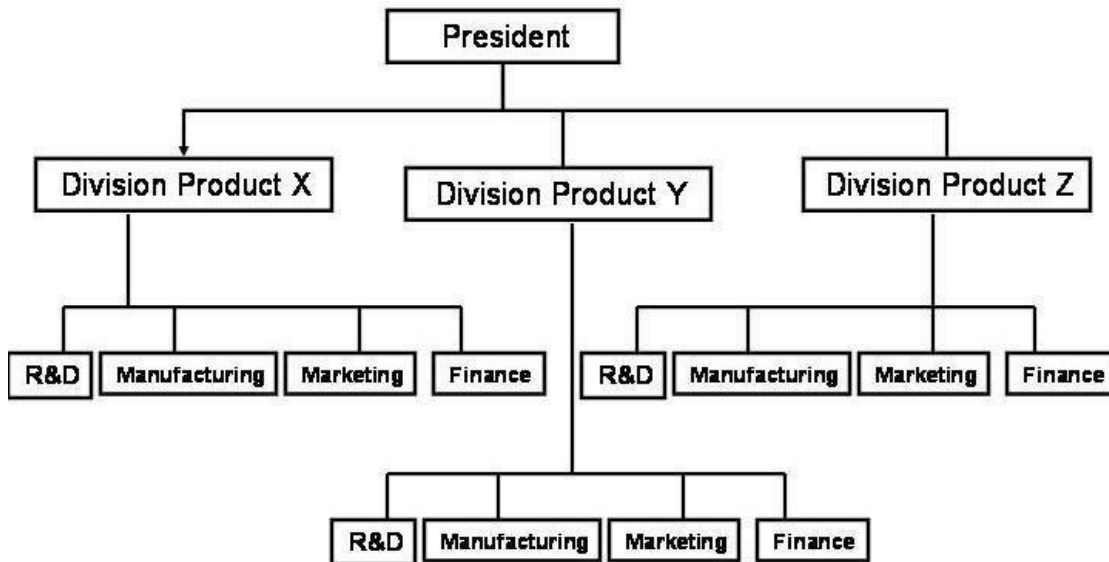 President
Division Product X
Division Product Y
Division Product Z
R&D
Manufacturing
Marketing
Finance
R&D
Manufacturing
Marketing
Finance
R&D
Manufacturing
Marketing
Finance